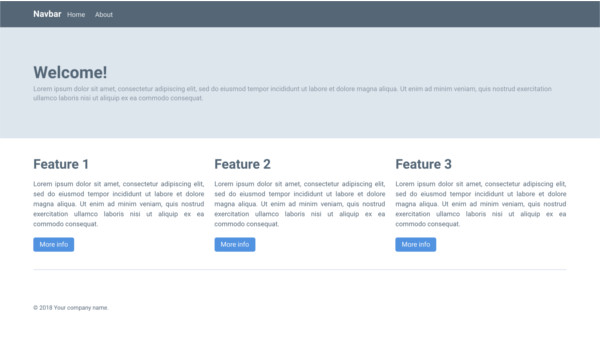 Navbar Home About
Welcome!
Lorem ipsum dolor sit amet, consectetur adipiscing elit, sed do eiusmod tempor incididunt ut labore et dolore magna aliqua. Ut enim ad minim veniam, quis nostrud exercitation
ullamco laboris nisi ut aliquip ex ea commodo consequat.
Feature 1
Lorem ipsum dolor sit amet, consectetur adipiscing elit,
sed do eiusmod tempor incididunt ut labore et dolore
magna aliqua. Ut enim ad minim veniam, quis nostrud
exercitation ullamco laboris nisi ut aliquip ex ea
commodo consequat.
More info
Feature 2
Lorem ipsum dolor sit amet, consectetur adipiscing elit,
sed do eiusmod tempor incididunt ut labore et dolore
magna aliqua. Ut enim ad minim veniam, quis nostrud
exercitation ullamco laboris nisi ut aliquip ex ea
commodo consequat.
More info
Feature 3
Lorem ipsum dolor sit amet, consectetur adipiscing elit,
sed do eiusmod tempor incididunt ut labore et dolore
magna aliqua. Ut enim ad minim veniam, quis nostrud
exercitation ullamco laboris nisi ut aliquip ex ea
commodo consequat.
More info
© 2018 Your company name.